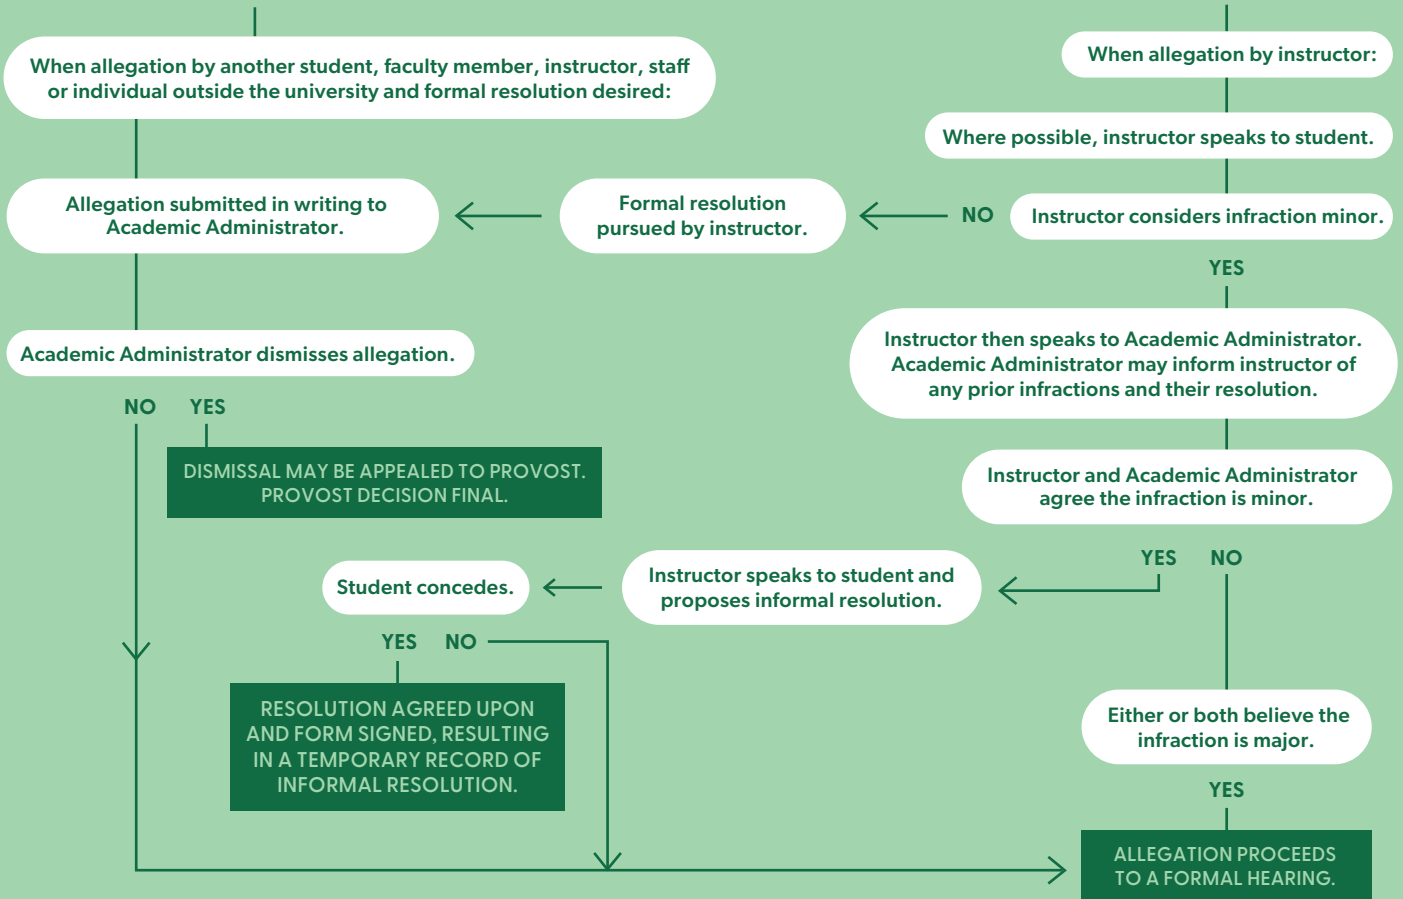 When allegation by another student, faculty member, instructor, staff
or individual outside the university and formal resolution desired:
When allegation by instructor:
Where possible, instructor speaks to student.
Allegation submitted in writing to
Academic Administrator.
Formal resolution
pursued by instructor.
NO
Instructor considers infraction minor.
YES
Academic Administrator dismisses allegation.
Instructor then speaks to Academic Administrator.
Academic Administrator may inform instructor of
any prior infractions and their resolution.
NO YES
DISMISSAL MAY BE APPEALED TO PROVOST.
PROVOST DECISION FINAL.
Instructor and Academic Administrator
agree the infraction is minor.
YES NO
Student concedes.
Instructor speaks to student and
proposes informal resolution.
YES NO
RESOLUTION AGREED UPON
AND FORM SIGNED, RESULTING
IN A TEMPORARY RECORD OF
INFORMAL RESOLUTION.
Either or both believe the
infraction is major.
YES
ALLEGATION PROCEEDS
TO A FORMAL HEARING.